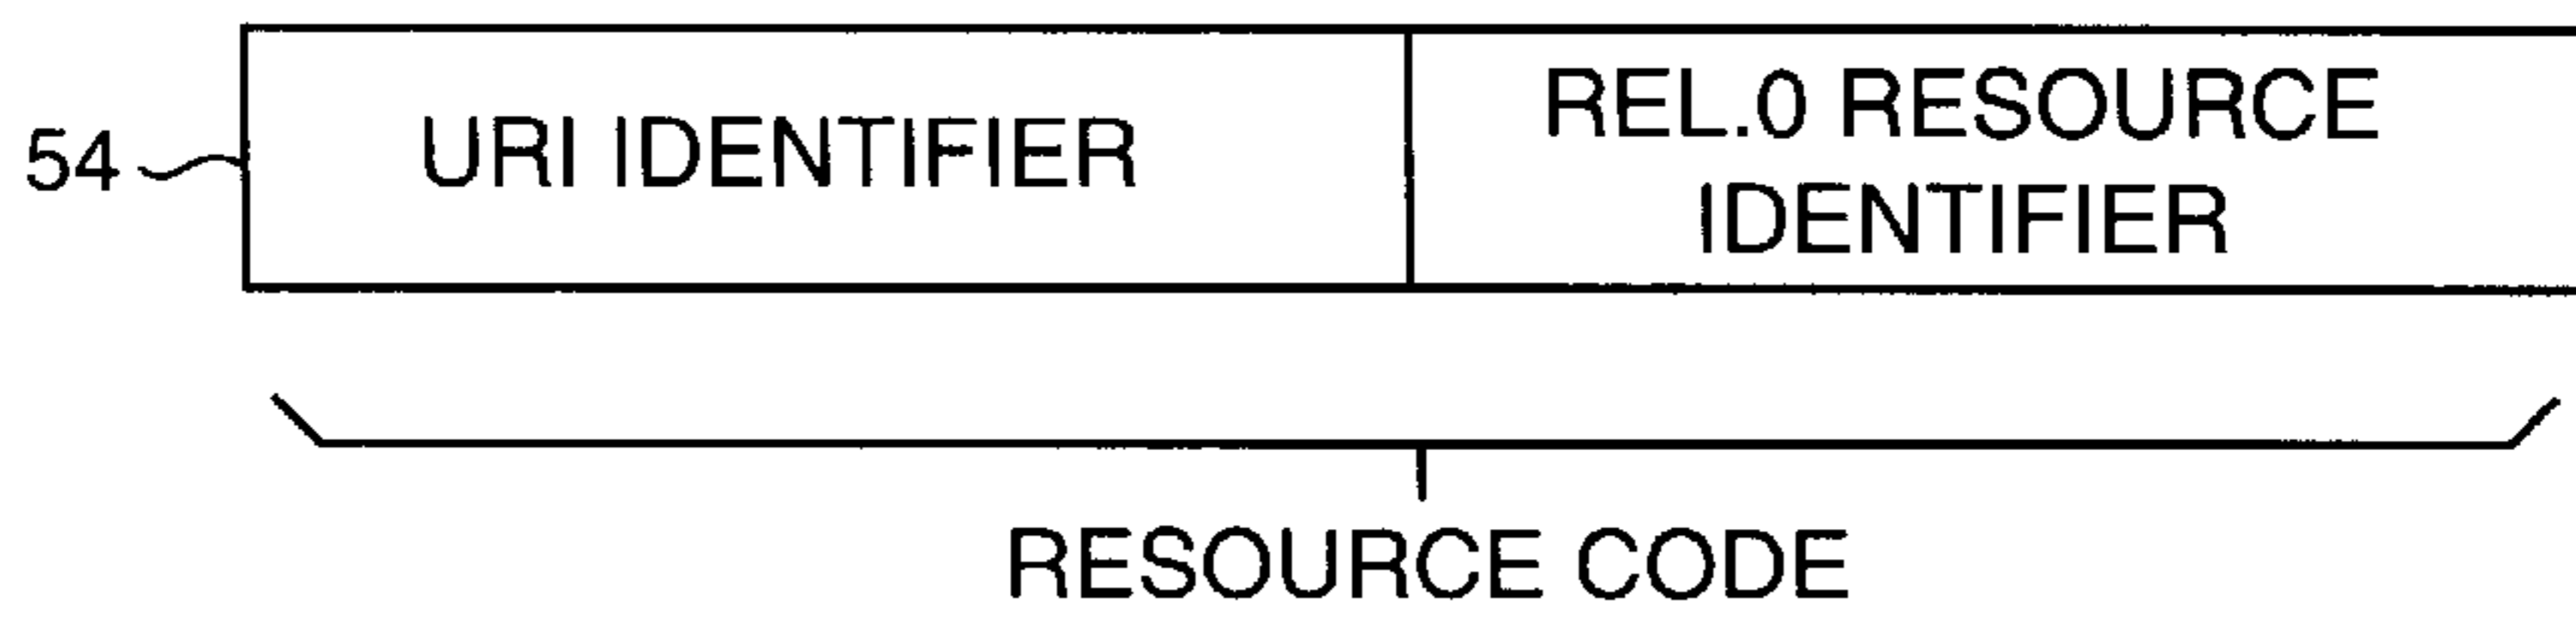 54
URI IDENTIFIER
REL.0 RESOURCE
IDENTIFIER
RESOURCE CODE